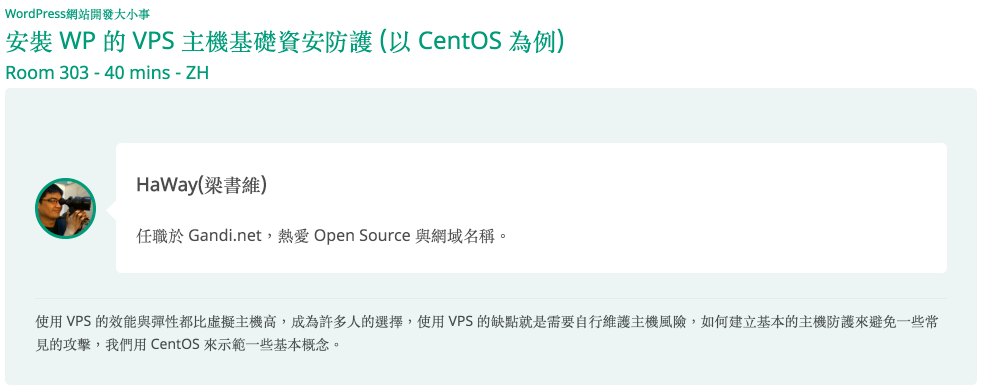 WordPress網站開發大小事
安裝 WP 的 VPS 主機基礎資安防護 (以 CentOS 為例)
Room 303 - 40 mins - ZH
HaWay(梁書維)
任職於 Gandi.net，熱愛 Open Source 與網域名稱。
使用 VPS 的效能與彈性都比虛擬主機高，成為許多人的選擇，使用 VPS 的缺點就是需要自行維護主機風險，如何建立基本的主機防護來避免一些常
見的攻擊，我們用 CentOS 來示範一些基本概念。